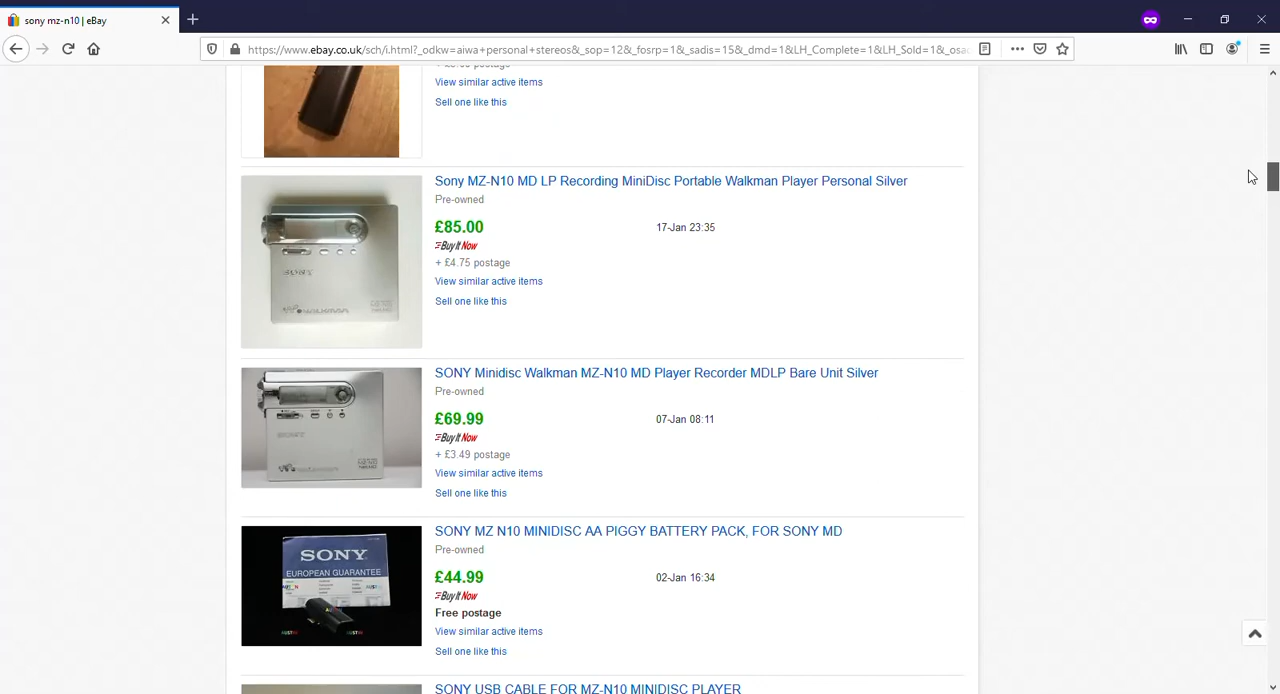 sony mz-n10 | eBay
https://www.ebay.co.uk/sch/i.html?_odkw=aiwa+personal+stereos&_sop=12&_fosrp=1&_sadis=15&_dmd=1&LH_Complete=1&LH_Sold=1&_osac
View similar active items
Sell one like this
Sony MZ-N10 MD LP Recording MiniDisc Portable Walkman Player Personal Silver
Pre-owned
£85.00 17-Jan 23:35
Buy It Now
+ £4.75 postage
View similar active items
Sell one like this
SONY
WALKMAN
SONY Minidisc Walkman MZ-N10 MD Player Recorder MDLP Bare Unit Silver
Pre-owned
£69.99 07-Jan 08:11
Buy It Now
+ £3.49 postage
View similar active items
Sell one like this
SONY
WALKMAN
SONY MZ N10 MINIDISC AA PIGGY BATTERY PACK, FOR SONY MD
Pre-owned
£44.99 02-Jan 16:34
Buy It Now
Free postage
View similar active items
Sell one like this
SONY
EUROPEAN GUARANTEE
SONY USB CABLE FOR MZ-N10 MINIDISC PLAYER